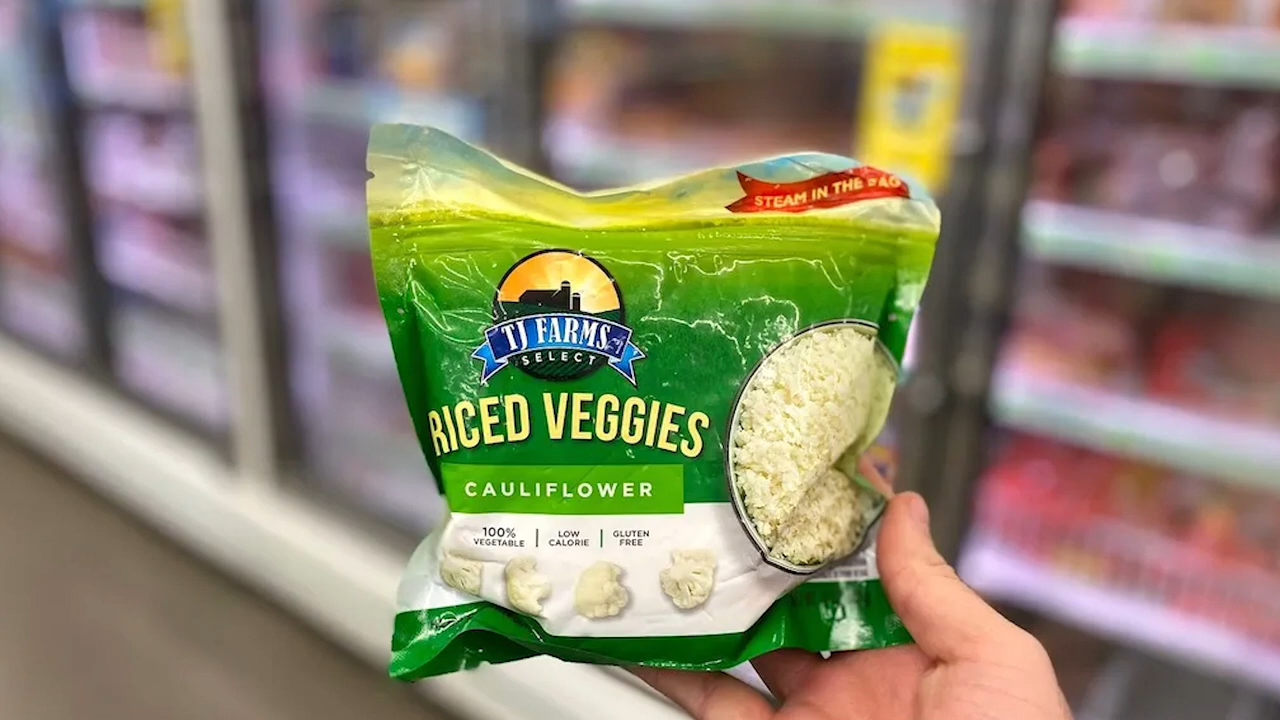 STEAM IN THE BAG
TJ FARMS
SELECT
RICED VEGGIES
CAULIFLOWER
100%
VEGETABLE
LOW
CALORIE
GLUTEN
FREE